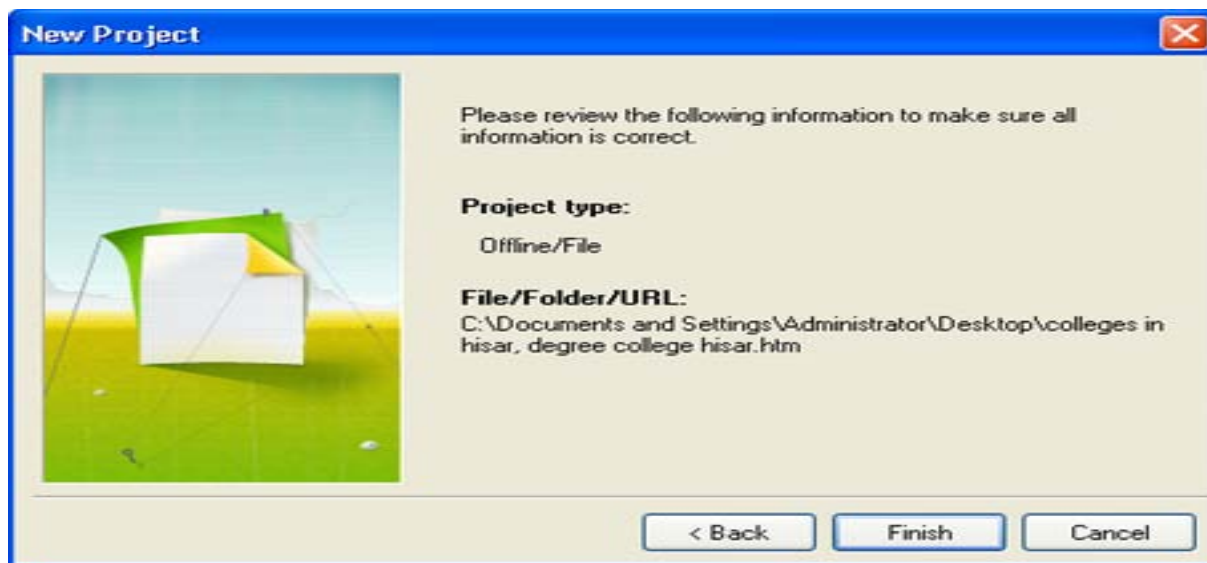 New Project
Please review the following information to make sure all
information is correct.
Project type:
Offline/File
File/Folder/URL:
C:\Documents and Settings\Administrator\Desktop\colleges in
hisar, degree college hisar.htm
< Back
Finish
Cancel